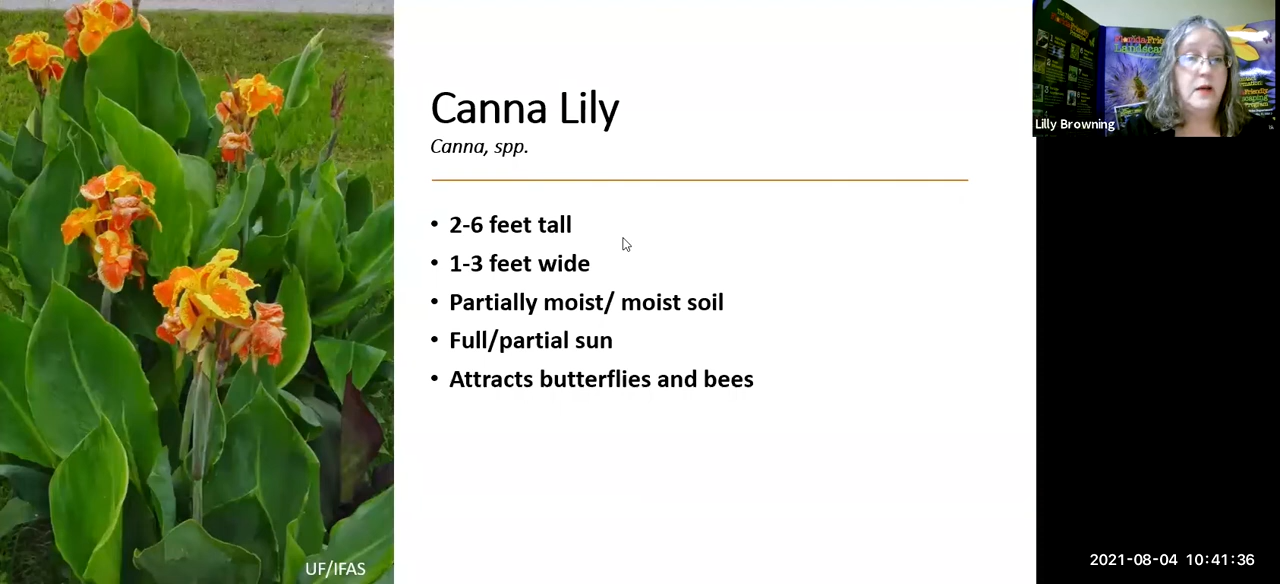 Canna Lily
Canna, spp.
• 2-6 feet tall
• 1-3 feet wide
• Partially moist/ moist soil
• Full/partial sun
• Attracts butterflies and bees
UF/IFAS
Lilly Browning
2021-08-04 10:41:36